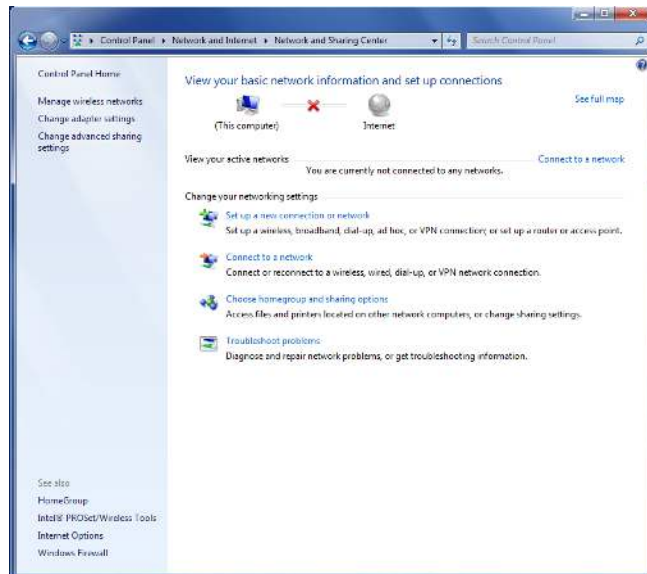 Control Panel ▸ Network and Internet ▸ Network and Sharing Center
Search Control Panel
Control Panel Home
Manage wireless networks
Change adapter settings
Change advanced sharing
settings
View your basic network information and set up connections
See full map
(This computer)
Internet
View your active networks
Connect to a network
You are currently not connected to any networks.
Change your networking settings
Set up a new connection or network
Set up a wireless, broadband, dial-up, ad hoc, or VPN connection; or set up a router or access point.
Connect to a network
Connect or reconnect to a wireless, wired, dial-up, or VPN network connection.
Choose homegroup and sharing options
Access files and printers located on other network computers, or change sharing settings.
Troubleshoot problems
Diagnose and repair network problems, or get troubleshooting information.
See also
HomeGroup
Intel® PROSet/Wireless Tools
Internet Options
Windows Firewall